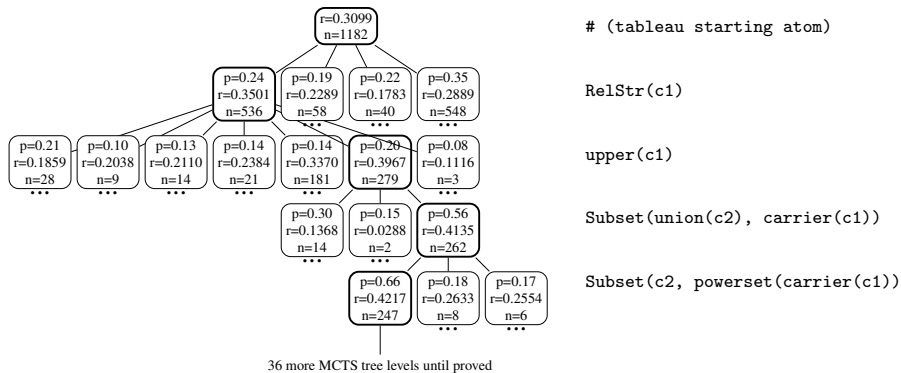 r=0.3099
n=1182
# (tableau starting atom)
p=0.24
r=0.3501
n=536
•••
p=0.19
r=0.2289
n=58
•••
p=0.22
r=0.1783
n=40
•••
p=0.35
r=0.2889
n=548
•••
RelStr(c1)
p=0.21
r=0.1859
n=28
•••
p=0.10
r=0.2038
n=9
•••
p=0.13
r=0.2110
n=14
•••
p=0.14
r=0.2384
n=21
•••
p=0.14
r=0.3370
n=181
•••
p=0.20
r=0.3967
n=279
p=0.08
r=0.1116
n=3
•••
upper(c1)
p=0.30
r=0.1368
n=14
•••
p=0.15
r=0.0288
n=2
•••
p=0.56
r=0.4135
n=262
Subset(union(c2), carrier(c1))
p=0.66
r=0.4217
n=247
p=0.18
r=0.2633
n=8
•••
p=0.17
r=0.2554
n=6
•••
Subset(c2, powerset(carrier(c1))
36 more MCTS tree levels until proved